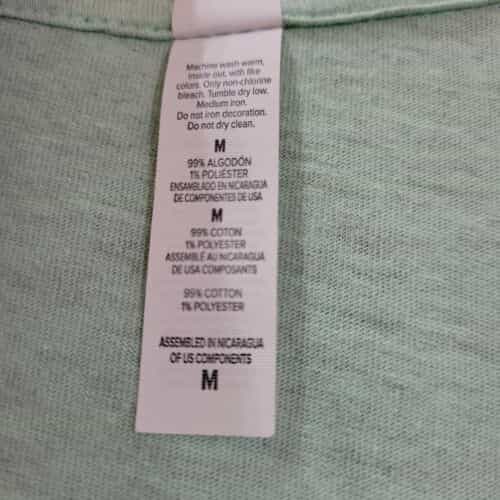 Machine wash warm,
inside out, with like
colors. Only non-chlorine
bleach. Tumble dry low.
Medium iron.
Do not iron decoration.
Do not dry clean.
M
99% ALGODÓN
1% POLIÉSTER
ENSAMBLADO EN NICARAGUA
DE COMPONENTES DE USA
M
99% COTON
1% POLYESTER
ASSEMBLÉ AU NICARAGUA
DE USA COMPOSANTS
99% COTTON
1% POLYESTER
ASSEMBLED IN NICARAGUA
OF US COMPONENTS
M